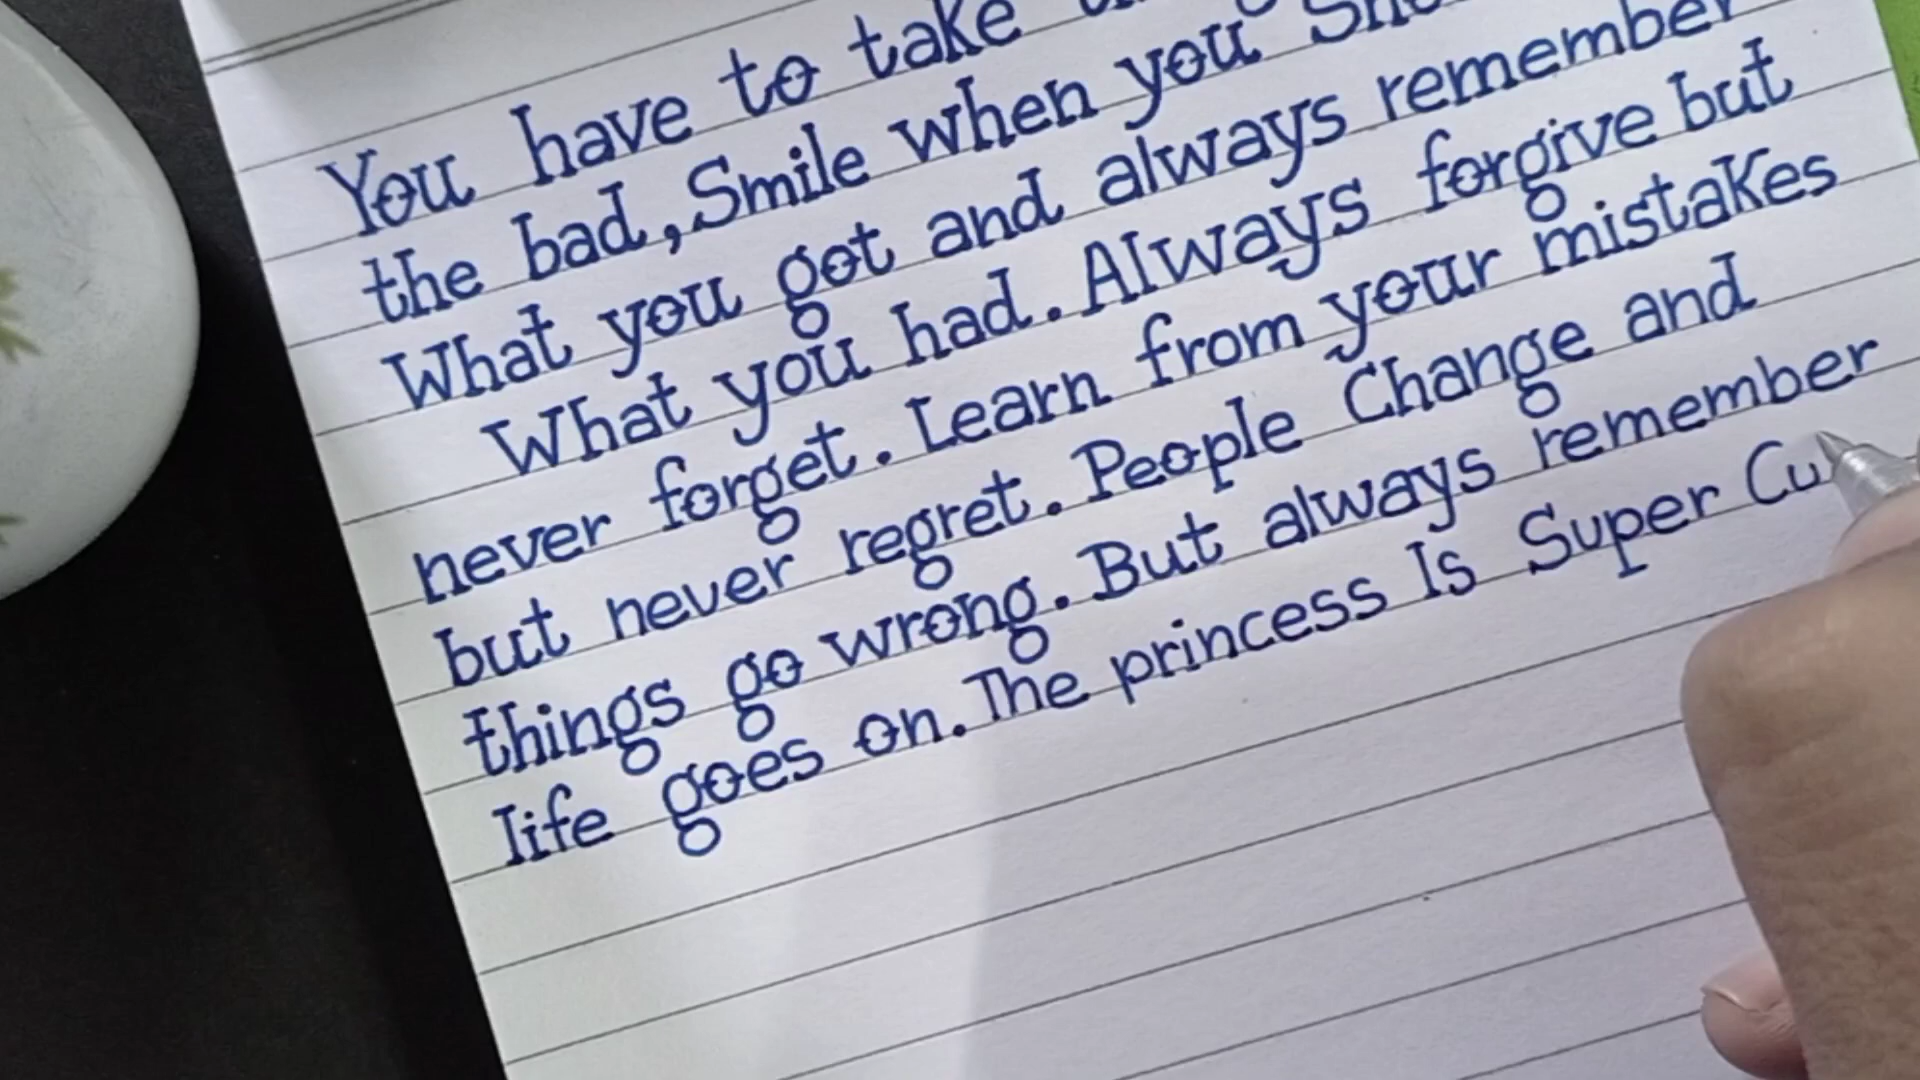 You have to take
the bad, Smile when you
What you got and always remember
What you had. Always forgive but
never forget. Learn from your mistakes
but never regret. People Change and
things go wrong. But always remember
life goes on. The princess Is Super Cu